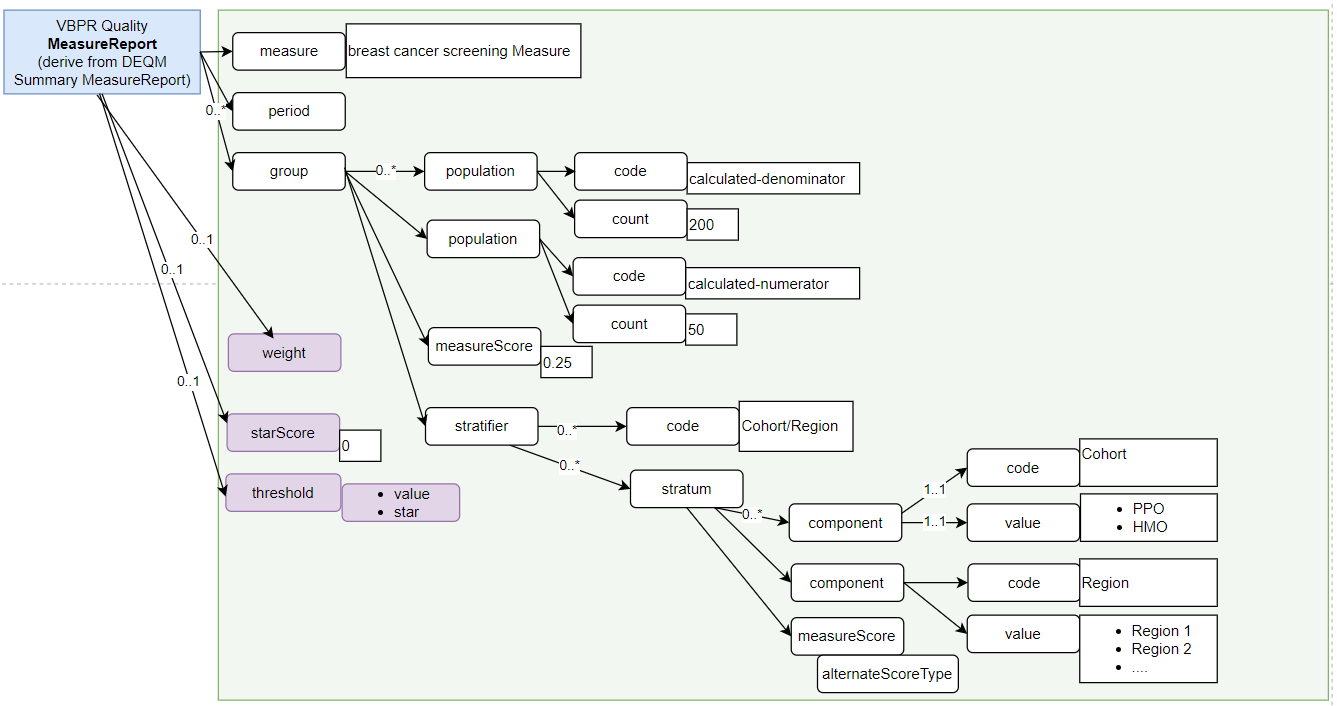 VBPR Quality
MeasureReport
(derive from DEQM
Summary MeasureReport)
measure
breast cancer screening Measure
0..*
period
group
0..*
population
code
calculated-denominator
count
200
population
code
calculated-numerator
count
50
0..1
0..1
0..1
weight
measureScore
0.25
starScore
0
stratifier
0..*
code
Cohort/Region
0..*
threshold
value
star
stratum
0..*
component
1..1
code
Cohort
1..1
value
PPO
HMO
component
code
Region
value
Region 1
Region 2
....
measureScore
alternateScoreType